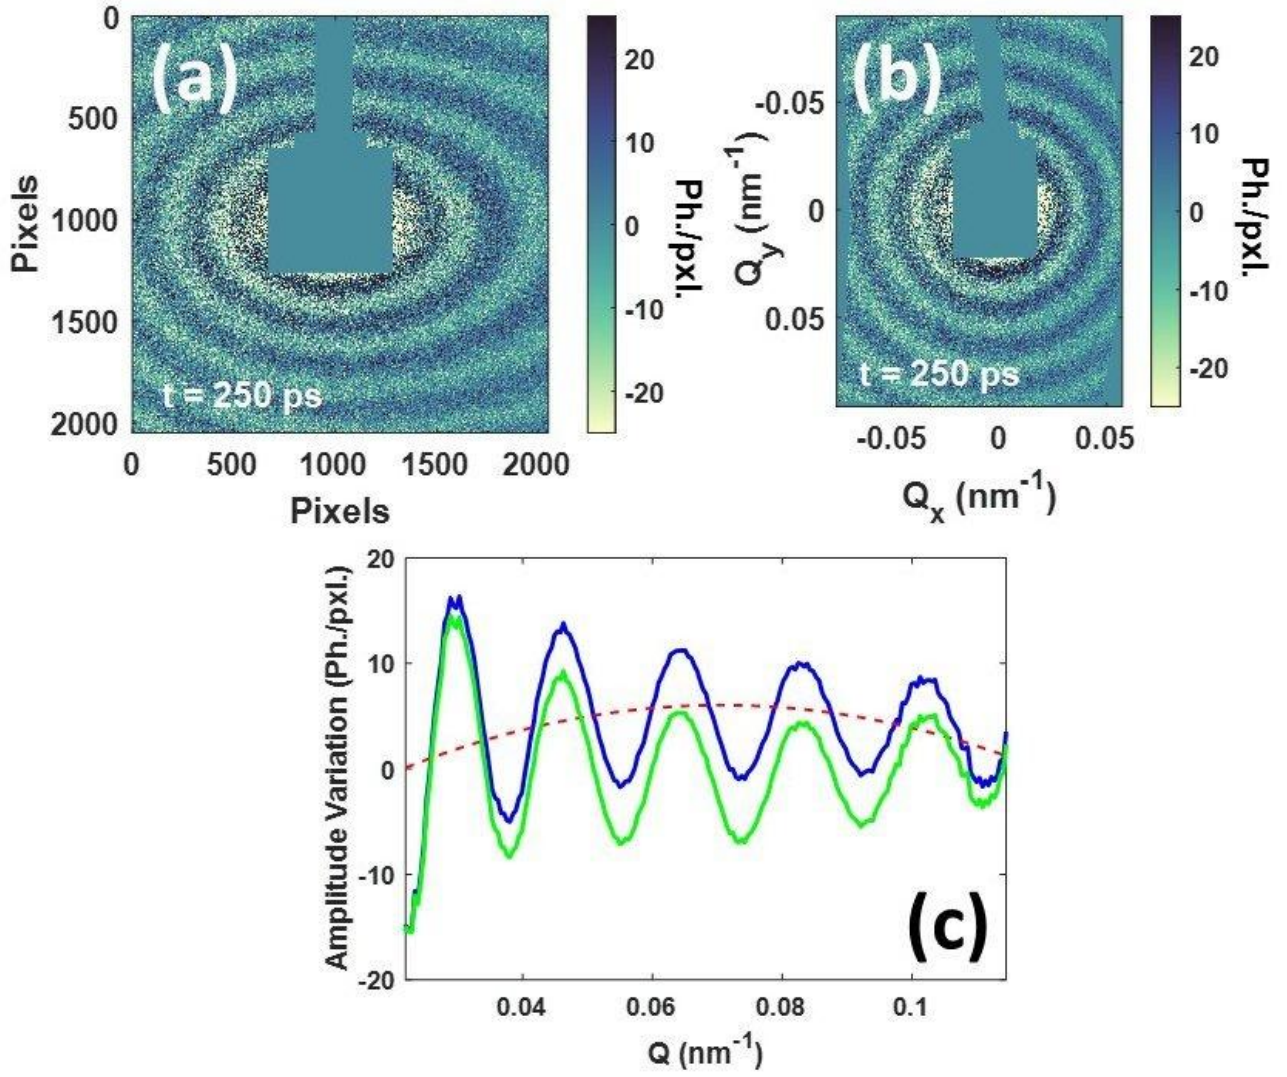 (a)
0
500
1000
1500
2000
Pixels
t = 250 ps
0 500 1000 1500 2000
Pixels
20
10
0
-10
-20
Ph./pxl.
(b)
-0.05
0
0.05
Q_y (nm^-1)
t = 250 ps
-0.05 0 0.05
Q_x (nm^-1)
20
10
0
-10
-20
Ph./pxl.
20
10
0
-10
-20
Amplitude Variation (Ph./pxl.)
(c)
0.04 0.06 0.08 0.1
Q (nm^-1)